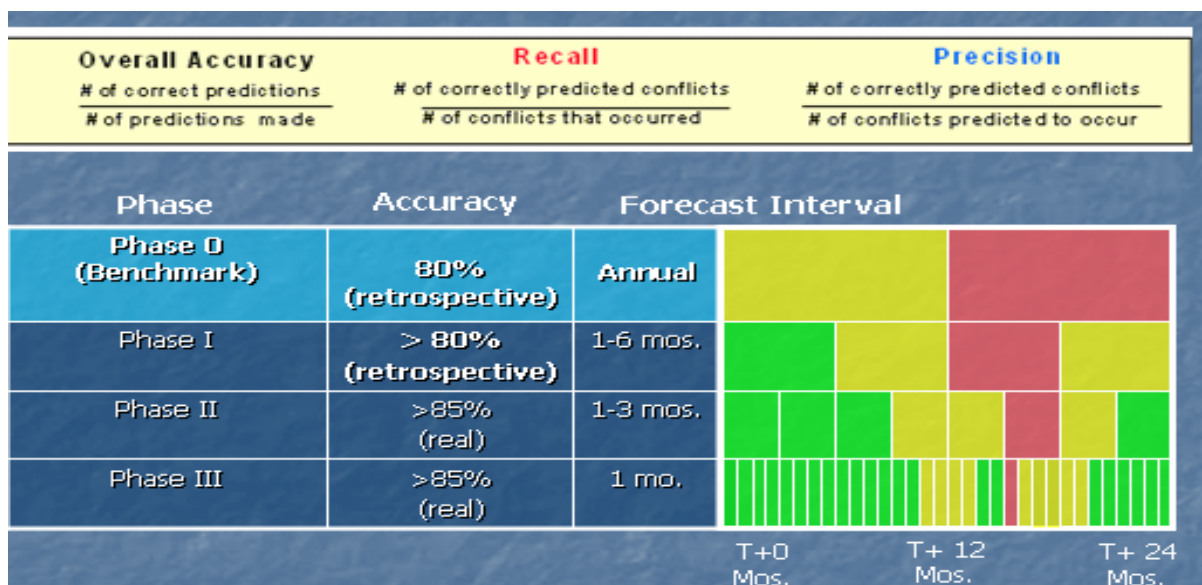 Overall Accuracy
# of correct predictions
# of predictions made
Recall
# of correctly predicted conflicts
# of conflicts that occurred
Precision
# of correctly predicted conflicts
# of conflicts predicted to occur
Phase Accuracy Forecast Interval
Phase 0
(Benchmark)
80%
(retrospective)
Annual
Phase I
> 80%
(retrospective)
1-6 mos.
Phase II
>85%
(real)
1-3 mos.
Phase III
>85%
(real)
1 mo.
T+0
Mos.
T+ 12
Mos.
T+ 24
Mos.